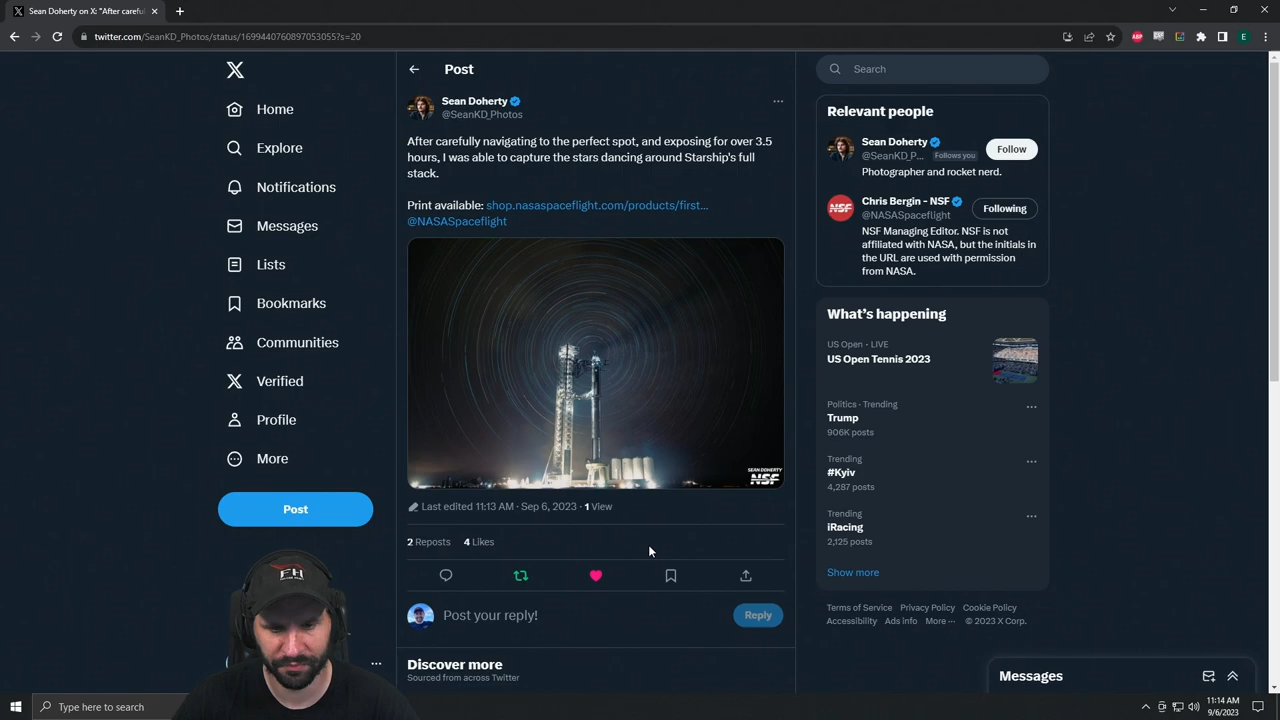 Sean Doherty on X: "After careful
twitter.com/SeanKD_Photos/status/1699440760897053055?s=20
ABP
E
Home
Explore
Notifications
Messages
Lists
Bookmarks
Communities
Verified
Profile
More
Post
Post
Sean Doherty
@SeanKD_Photos
After carefully navigating to the perfect spot, and exposing for over 3.5
hours, I was able to capture the stars dancing around Starship's full
stack.
Print available: shop.nasaspaceflight.com/products/first…
@NASASpaceflight
SEAN DOHERTY
NSF
Last edited 11:13 AM · Sep 6, 2023 · 1 View
2 Reposts 4 Likes
Post your reply!
Reply
Discover more
Sourced from across Twitter
Search
Relevant people
Sean Doherty
@SeanKD_P... Follows you
Follow
Photographer and rocket nerd.
NSF
Chris Bergin - NSF
@NASASpaceflight
Following
NSF Managing Editor. NSF is not
affiliated with NASA, but the initials in
the URL are used with permission
from NASA.
What's happening
US Open · LIVE
US Open Tennis 2023
Politics · Trending
Trump
906K posts
Trending
#Kyiv
4,287 posts
Trending
iRacing
2,125 posts
Show more
Terms of Service Privacy Policy Cookie Policy
Accessibility Ads info More ··· © 2023 X Corp.
Messages
FH
Type here to search
11:14 AM
9/6/2023